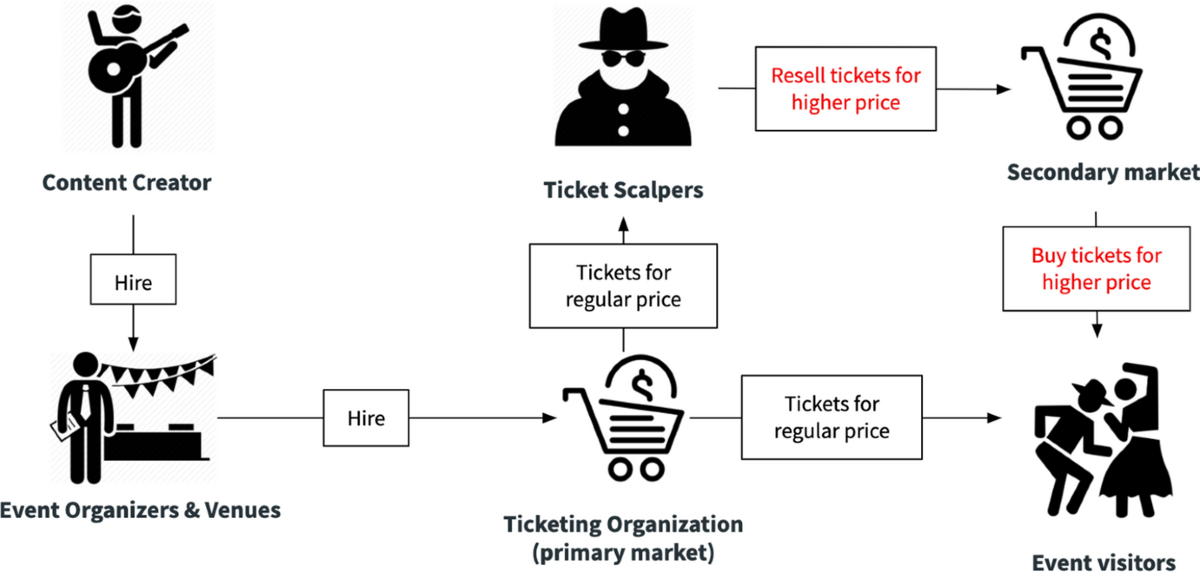 Resell tickets for
higher price
Content Creator
Ticket Scalpers
Secondary market
Hire
Tickets for
regular price
Buy tickets for
higher price
Hire
Tickets for
regular price
Event Organizers & Venues
Ticketing Organization
(primary market)
Event visitors